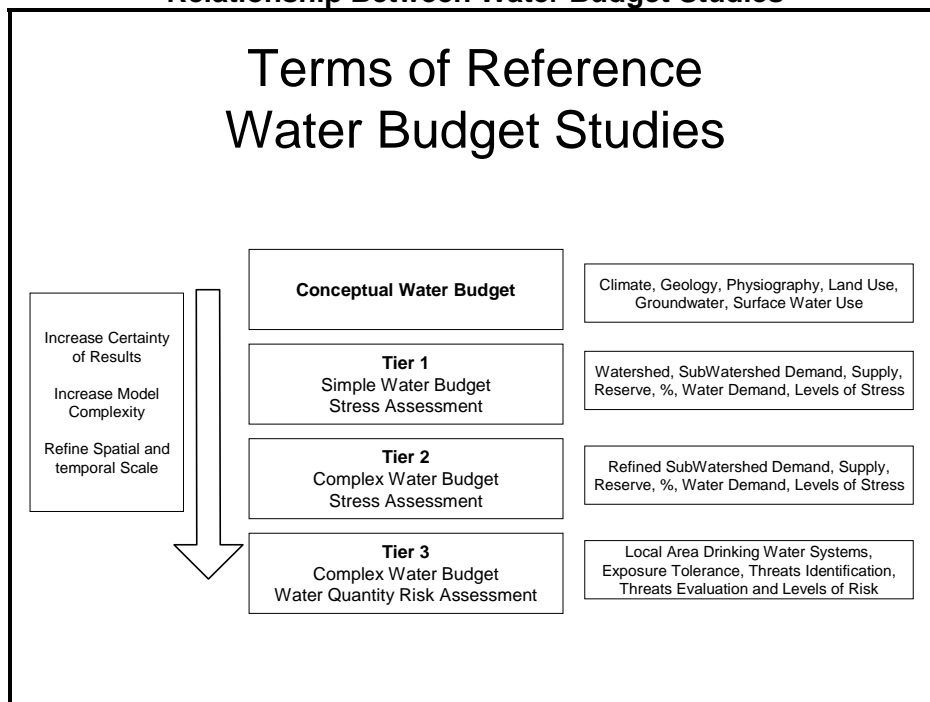 Relationship Between Water Budget Studies
Terms of Reference
Water Budget Studies
Increase Certainty
of Results
Increase Model
Complexity
Refine Spatial and
temporal Scale
Conceptual Water Budget
Climate, Geology, Physiography, Land Use,
Groundwater, Surface Water Use
Tier 1
Simple Water Budget
Stress Assessment
Watershed, SubWatershed Demand, Supply,
Reserve, %, Water Demand, Levels of Stress
Tier 2
Complex Water Budget
Stress Assessment
Refined SubWatershed Demand, Supply,
Reserve, %, Water Demand, Levels of Stress
Tier 3
Complex Water Budget
Water Quantity Risk Assessment
Local Area Drinking Water Systems,
Exposure Tolerance, Threats Identification,
Threats Evaluation and Levels of Risk